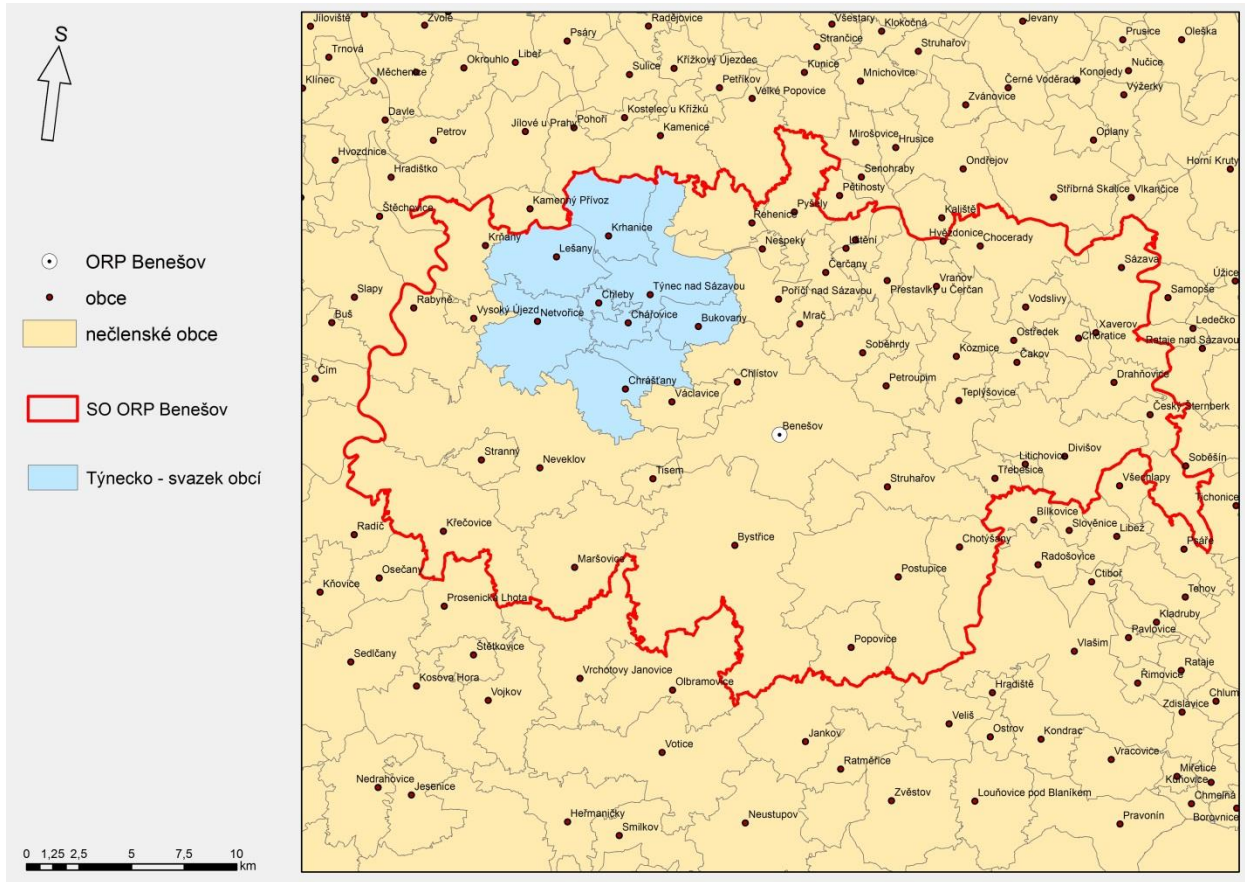 S
ORP Benešov
obce
nečlenské obce
SO ORP Benešov
Týnecko - svazek obcí
0 1,25 2,5 5 7,5 10
km
Jíloviště
Zvole
Radějovice
Všestary
Klokočná
Jevany
Prusice
Oleška
Psáry
Strančice
Trnová
Okrouhlo
Libeř
Křížkový Újezdec
Struhařov
Nučice
Klínec
Měchenice
Sulice
Petříkov
Kunice
Mnichovice
Černé Voděrady
Konojedy
Výžerky
Velké Popovice
Zvánovice
Davle
Kostelec u Křížků
Petrov
Jílové u Prahy
Pohoří
Kamenice
Mirošovice
Hrusice
Oplany
Hvozdnice
Hradištko
Senohraby
Ondřejov
Horní Kruty
Pětihosty
Stříbrná Skalice
Vlkančice
Štěchovice
Kamenný Přívoz
Pyšely
Řehenice
Kaliště
Krňany
Krhanice
Nespeky
Lštění
Hvězdonice
Chocerady
Lešany
Čerčany
Sázava
Úžice
Slapy
Rabyně
Týnec nad Sázavou
Poříčí nad Sázavou
Přestavlky u Čerčan
Vranov
Samopše
Chleby
Vysoký Újezd
Netvořice
Chářovice
Bukovany
Mrač
Vodslivy
Buš
Ledečko
Xaverov
Ostředek
Choratice
Rataje nad Sázavou
Soběhrdy
Kozmice
Čakov
Čím
Chrášťany
Chlístov
Petroupim
Drahňovice
Václavice
Teplýšovice
Český Šternberk
Benešov
Stranný
Neveklov
Tisem
Litichovice
Divišov
Soběšín
Struhařov
Třebešice
Všechlapy
Tichonice
Radíč
Křečovice
Bystřice
Bílkovice
Slověnice
Libež
Psáře
Chotýšany
Osečany
Maršovice
Postupice
Radošovice
Ctiboř
Kňovice
Prosenická Lhota
Tehov
Kladruby
Pavlovice
Sedlčany
Štětkovice
Popovice
Vlašim
Kosova Hora
Vrchotovy Janovice
Olbramovice
Hradiště
Římovice
Rataje
Vojkov
Zdislavice
Chlum
Veliš
Ostrov
Kondrac
Jankov
Votice
Ratměřice
Vracovice
Nedrahovice
Jesenice
Miřetice
Kuňovice
Zvěstov
Louňovice pod Blaníkem
Chmelná
Borovnice
Heřmaničky
Smilkov
Neustupov
Pravonín